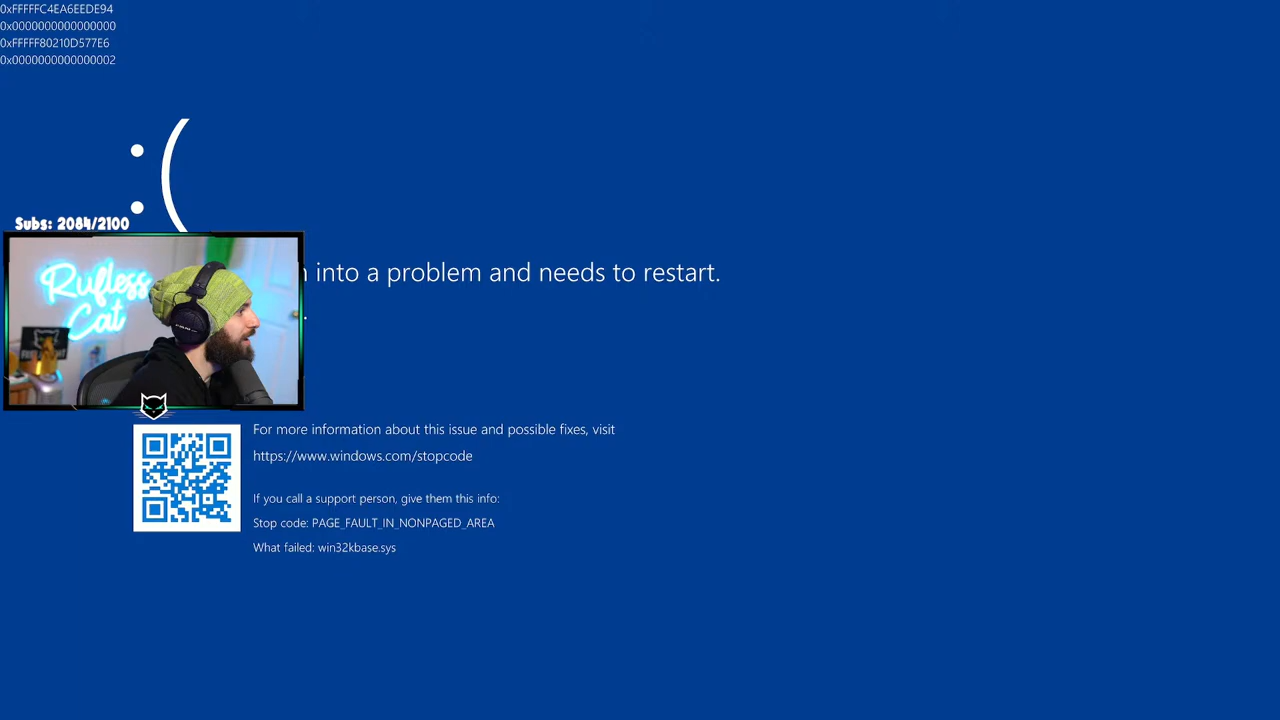 0xFFFFFC4EA6EEDE94
0x0000000000000000
0xFFFFF80210D577E6
0x0000000000000002
:(
Subs: 2084/2100
into a problem and needs to restart.
Rufless
Cat
For more information about this issue and possible fixes, visit
https://www.windows.com/stopcode
If you call a support person, give them this info:
Stop code: PAGE_FAULT_IN_NONPAGED_AREA
What failed: win32kbase.sys